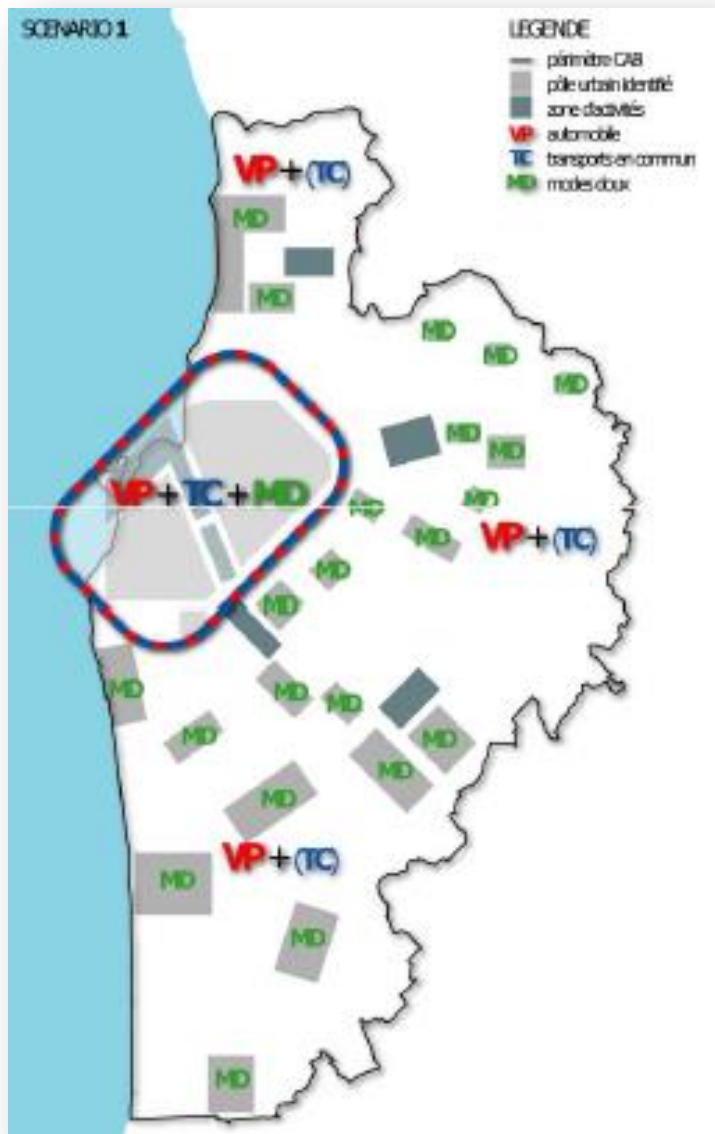 SCENARIO 1
LEGENDE
périmètre CAB
pôle urbain identifié
zone d'activités
VP automobile
TC transports en commun
MD modes doux
VP+(TC)
MD
MD
MD
MD
MD
MD
MD
VP+TC+MD
MD
MD
MD
VP+(TC)
MD
MD
MD
MD
MD
MD
MD
MD
MD
VP+(TC)
MD
MD
MD